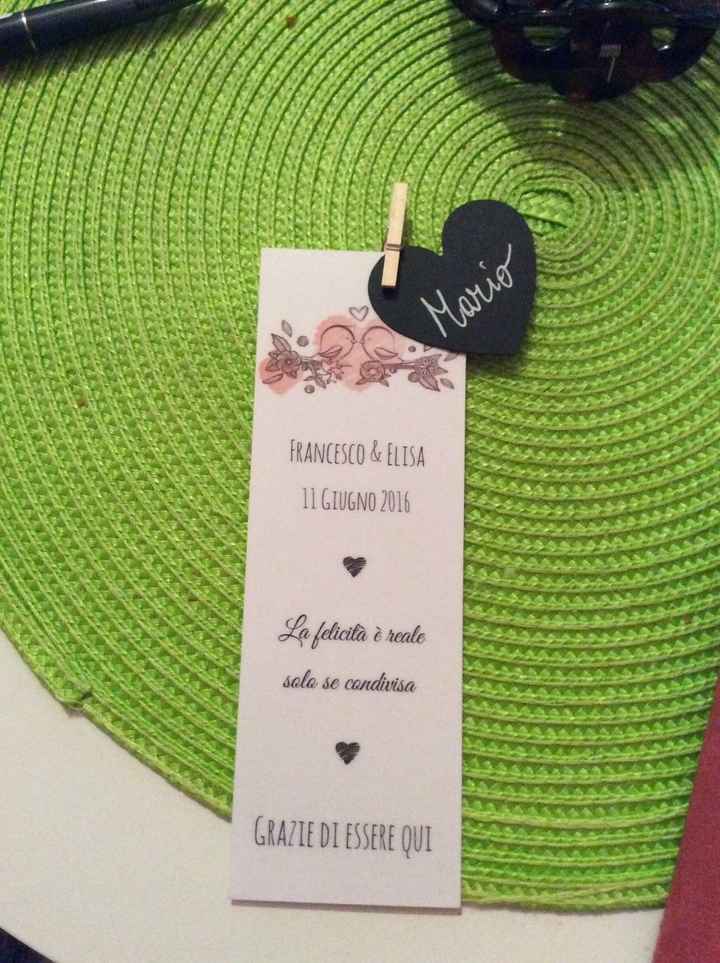 Mario
Francesco & Elisa
11 Giugno 2016
La felicità è reale
solo se condivisa
Grazie di essere qui